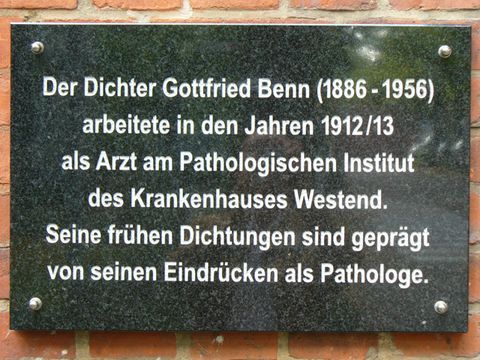 Der Dichter Gottfried Benn (1886 - 1956)
arbeitete in den Jahren 1912/13
als Arzt am Pathologischen Institut
des Krankenhauses Westend.
Seine frühen Dichtungen sind geprägt
von seinen Eindrücken als Pathologe.